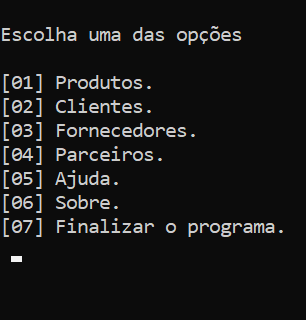 Escolha uma das opções
[01] Produtos.
[02] Clientes.
[03] Fornecedores.
[04] Parceiros.
[05] Ajuda.
[06] Sobre.
[07] Finalizar o programa.